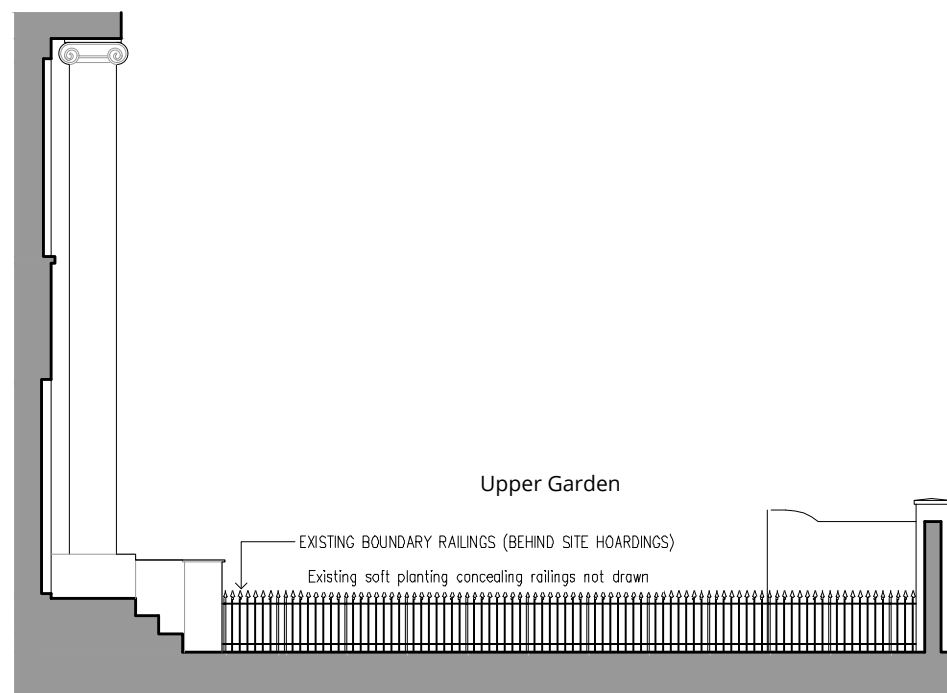 Upper Garden
EXISTING BOUNDARY RAILINGS (BEHIND SITE HOARDINGS)
Existing soft planting concealing railings not drawn